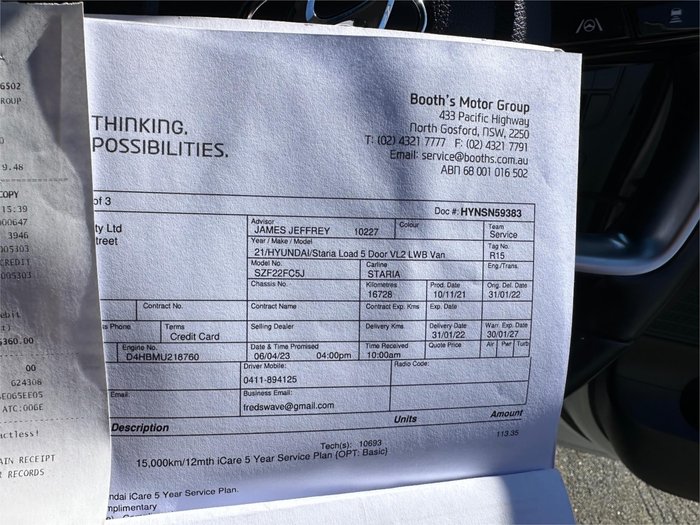 6502
ROUP
9.48
COPY
15:39
000647
3946
005303
CREDIT
005303
ebit
$360.00
00
624308
6E065EE05
ATC:006E
actless!
AIN RECEIPT
R RECORDS
THINKING.
POSSIBILITIES.
Booth's Motor Group
433 Pacific Highway
North Gosford, NSW, 2250
T: (02) 4321 7777 F: (02) 4321 7791
Email: service@booths.com.au
ABN 68 001 016 502
of 3
Doc #: HYNSN59383
ty Ltd
treet
Advisor
JAMES JEFFREY 10227
Colour
Team
Service
Year / Make / Model
21/HYUNDAI/Staria Load 5 Door VL2 LWB Van
Tag No.
R15
Model No.
SZF22FC5J
Carline
STARIA
Eng./Trans.
Chassis No.
Kilometres
16728
Prod. Date
10/11/21
Orig. Del. Date
31/01/22
Contract No.
Contract Name
Contract Exp. Kms
Exp. Date
s Phone
Terms
Credit Card
Selling Dealer
Delivery Kms
Delivery Date
31/01/22
Warr. Exp. Date
30/01/27
Engine No.
D4HBMU218760
Date & Time Promised
06/04/23 04:00pm
Time Received
10:00am
Quote Price
Air Pwr Turb
Driver Mobile:
0411-894125
Radio Code:
Email:
Business Email:
fredswave@gmail.com
Description Units Amount
Tech(s): 10693
113.35
15,000km/12mth iCare 5 Year Service Plan {OPT: Basic}
ndai iCare 5 Year Service Plan.
mplimentary